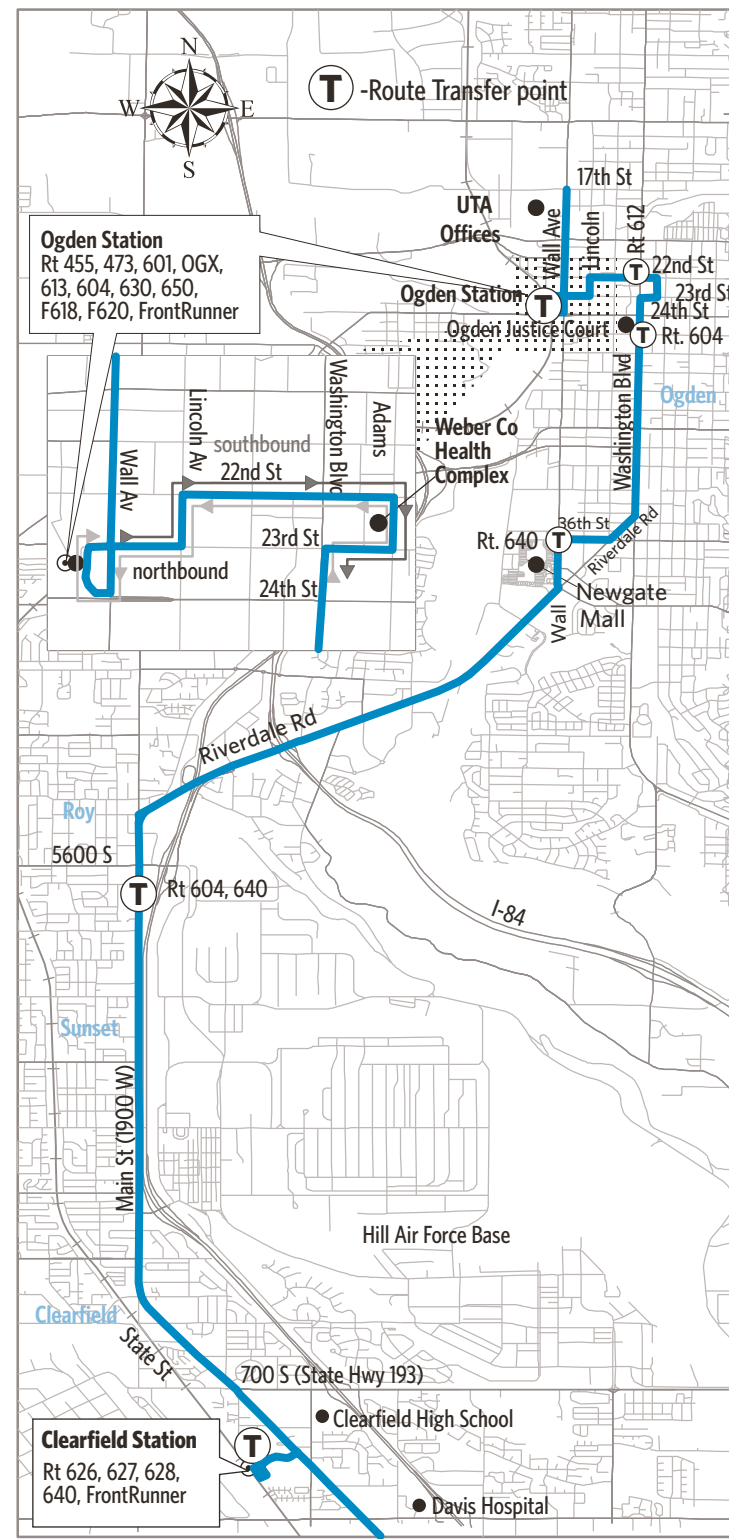 N
W
E
S
T -Route Transfer point
17th St
UTA
Offices
Wall Ave
Lincoln
Rt 612
Ogden Station
Rt 455, 473, 601, OGX,
613, 604, 630, 650,
F618, F620, FrontRunner
T
22nd St
Ogden Station
T
23rd St
24th St
Ogden Justice Court
T
Rt. 604
Washington Blvd
Ogden
Lincoln Av
Washington Blvd
Adams
Weber Co
Health
Complex
southbound
22nd St
Wall Av
23rd St
northbound
24th St
36th St
Riverdale Rd
Rt. 640
T
Newgate
Mall
Wall
Riverdale Rd
Roy
5600 S
T
Rt 604, 640
I-84
Sunset
Main St (1900 W)
Hill Air Force Base
Clearfield
State St
700 S (State Hwy 193)
Clearfield High School
Clearfield Station
Rt 626, 627, 628,
640, FrontRunner
T
Davis Hospital